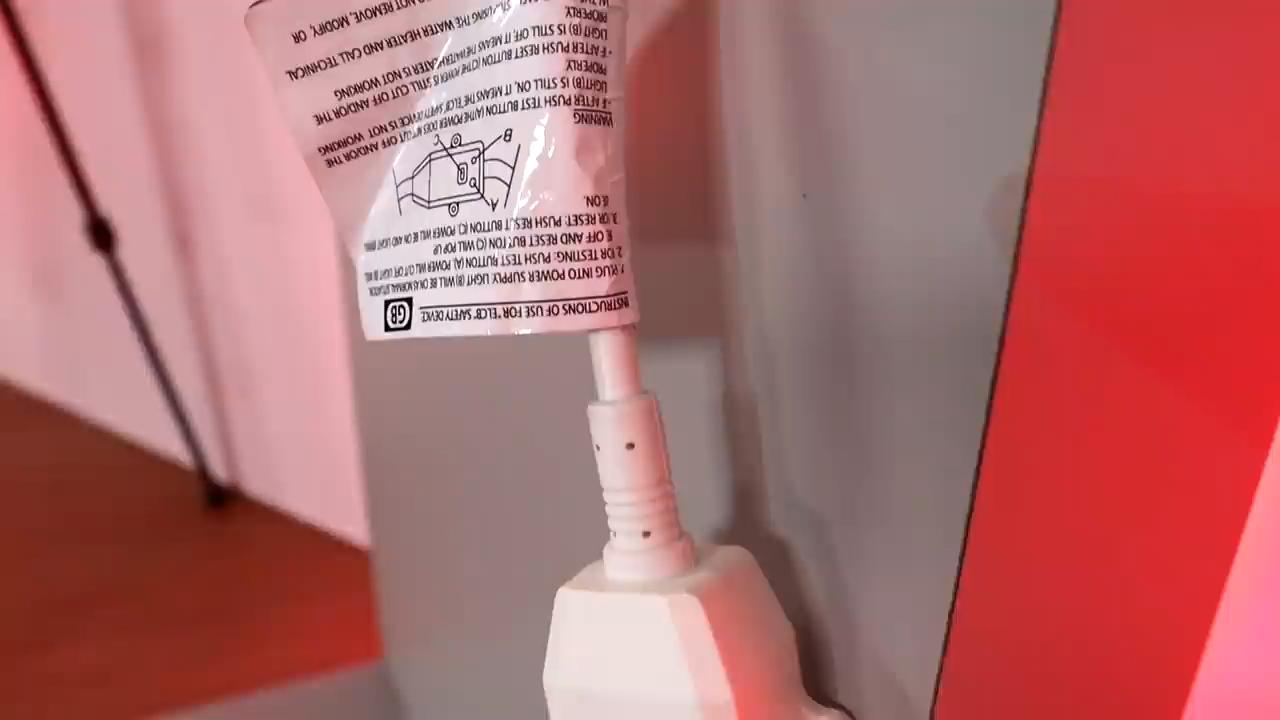 INSTRUCTIONS OF USE FOR "ELCB" SAFETY DEVICE
GB
1. PLUG INTO POWER SUPPLY. LIGHT (B) WILL BE ON AS NORMAL SITUATION.
2. FOR TESTING: PUSH TEST BUTTON (A), POWER WILL CUT OFF, LIGHT (B) WILL
BE OFF AND RESET BUTTON (C) WILL POP UP
3. FOR RESET: PUSH RESET BUTTON (C) POWER WILL BE ON AND LIGHT (B) WILL
BE ON.
A
B
C
WARNING
- IF AFTER PUSH TEST BUTTON (A) THE POWER DOES NOT CUT OFF AND/OR THE
LIGHT(B) IS STILL ON, IT MEANS THE ELCB SAFETY DEVICE IS NOT WORKING
PROPERLY.
- IF AFTER PUSH RESET BUTTON (C) THE POWER IS STILL CUT OFF AND/OR THE
LIGHT (B) IS STILL OFF, IT MEANS THE WATER HEATER IS NOT WORKING
PROPERLY.
USING THE WATER HEATER AND CALL TECHNICAL
NOT REMOVE, MODIFY, OR